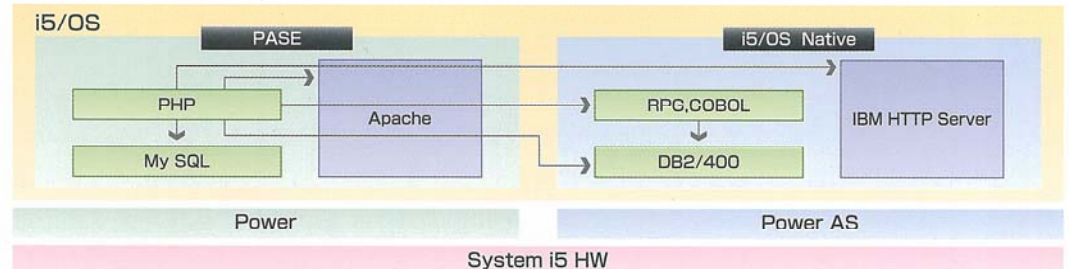 i5/OS
PASE
i5/OS Native
PHP
Apache
My SQL
RPG,COBOL
DB2/400
IBM HTTP Server
Power
Power AS
System i5 HW